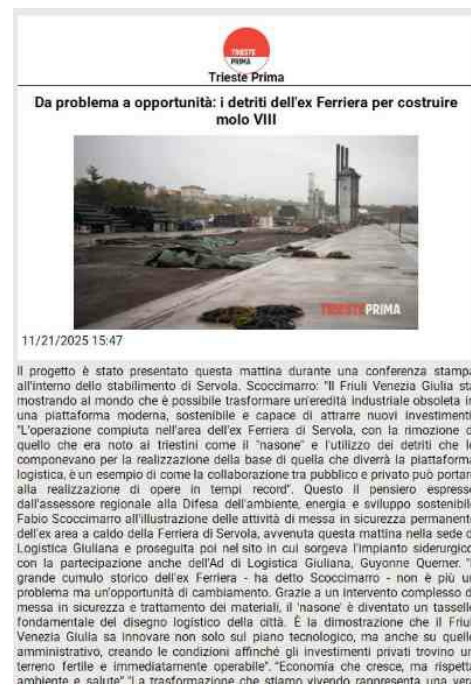 TRIESTE
PRIMA
Trieste Prima
Da problema a opportunità: i detriti dell'ex Ferriera per costruire
molo VIII
TRIESTEPRIMA
11/21/2025 15:47
Il progetto è stato presentato questa mattina durante una conferenza stampa
all'interno dello stabilimento di Servola. Scoccimarro: "Il Friuli Venezia Giulia sta
mostrando al mondo che è possibile trasformare un'eredità industriale obsoleta in
una piattaforma moderna, sostenibile e capace di attrarre nuovi investimenti
"L'operazione compiuta nell'area dell'ex Ferriera di Servola, con la rimozione di
quello che era noto ai triestini come il "nasone" e l'utilizzo dei detriti che lo
componevano per la realizzazione della base di quella che diverrà la piattaforma
logistica, è un esempio di come la collaborazione tra pubblico e privato può portare
alla realizzazione di opere in tempi record". Questo il pensiero espresso
dall'assessore regionale alla Difesa dell'ambiente, energia e sviluppo sostenibile
Fabio Scoccimarro all'illustrazione delle attività di messa in sicurezza permanente
dell'ex area a caldo della Ferriera di Servola, avvenuta questa mattina nella sede di
Logistica Giuliana e proseguita poi nel sito in cui sorgeva l'impianto siderurgico
con la partecipazione anche dell'Ad di Logistica Giuliana, Guyonne Querner. "Il
grande cumulo storico dell'ex Ferriera - ha detto Scoccimarro - non è più un
problema ma un'opportunità di cambiamento. Grazie a un intervento complesso di
messa in sicurezza e trattamento dei materiali, il 'nasone' è diventato un tassello
fondamentale del disegno logistico della città. È la dimostrazione che il Friuli
Venezia Giulia sa innovare non solo sul piano tecnologico, ma anche su quello
amministrativo, creando le condizioni affinché gli investimenti privati trovino un
terreno fertile e immediatamente operabile". "Economia che cresce, ma rispetta
ambiente e salute" "La trasformazione che stiamo vivendo rappresenta una vera